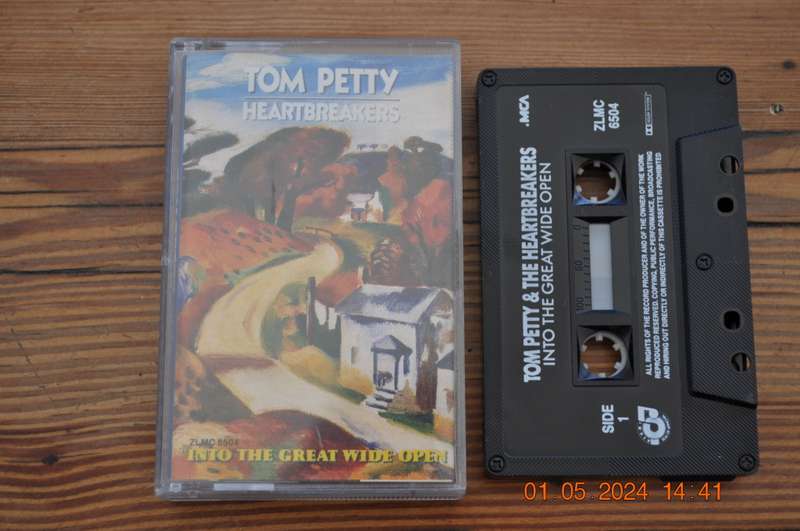 TOM PETTY
HEARTBREAKERS
ZLMC 6504
INTO THE GREAT WIDE OPEN
.MCA
ZLMC
6504
TOM PETTY & THE HEARTBREAKERS
INTO THE GREAT WIDE OPEN
0
50
100
SIDE
1
ALL RIGHTS OF THE RECORD PRODUCER AND OF THE OWNER OF THE WORK
REPRODUCED RESERVED. COPYING, PUBLIC PERFORMANCE, BROADCASTING
AND HIRING OUT DIRECTLY OR INDIRECTLY OF THIS CASSETTE IS PROHIBITED
01.05.2024 14:41